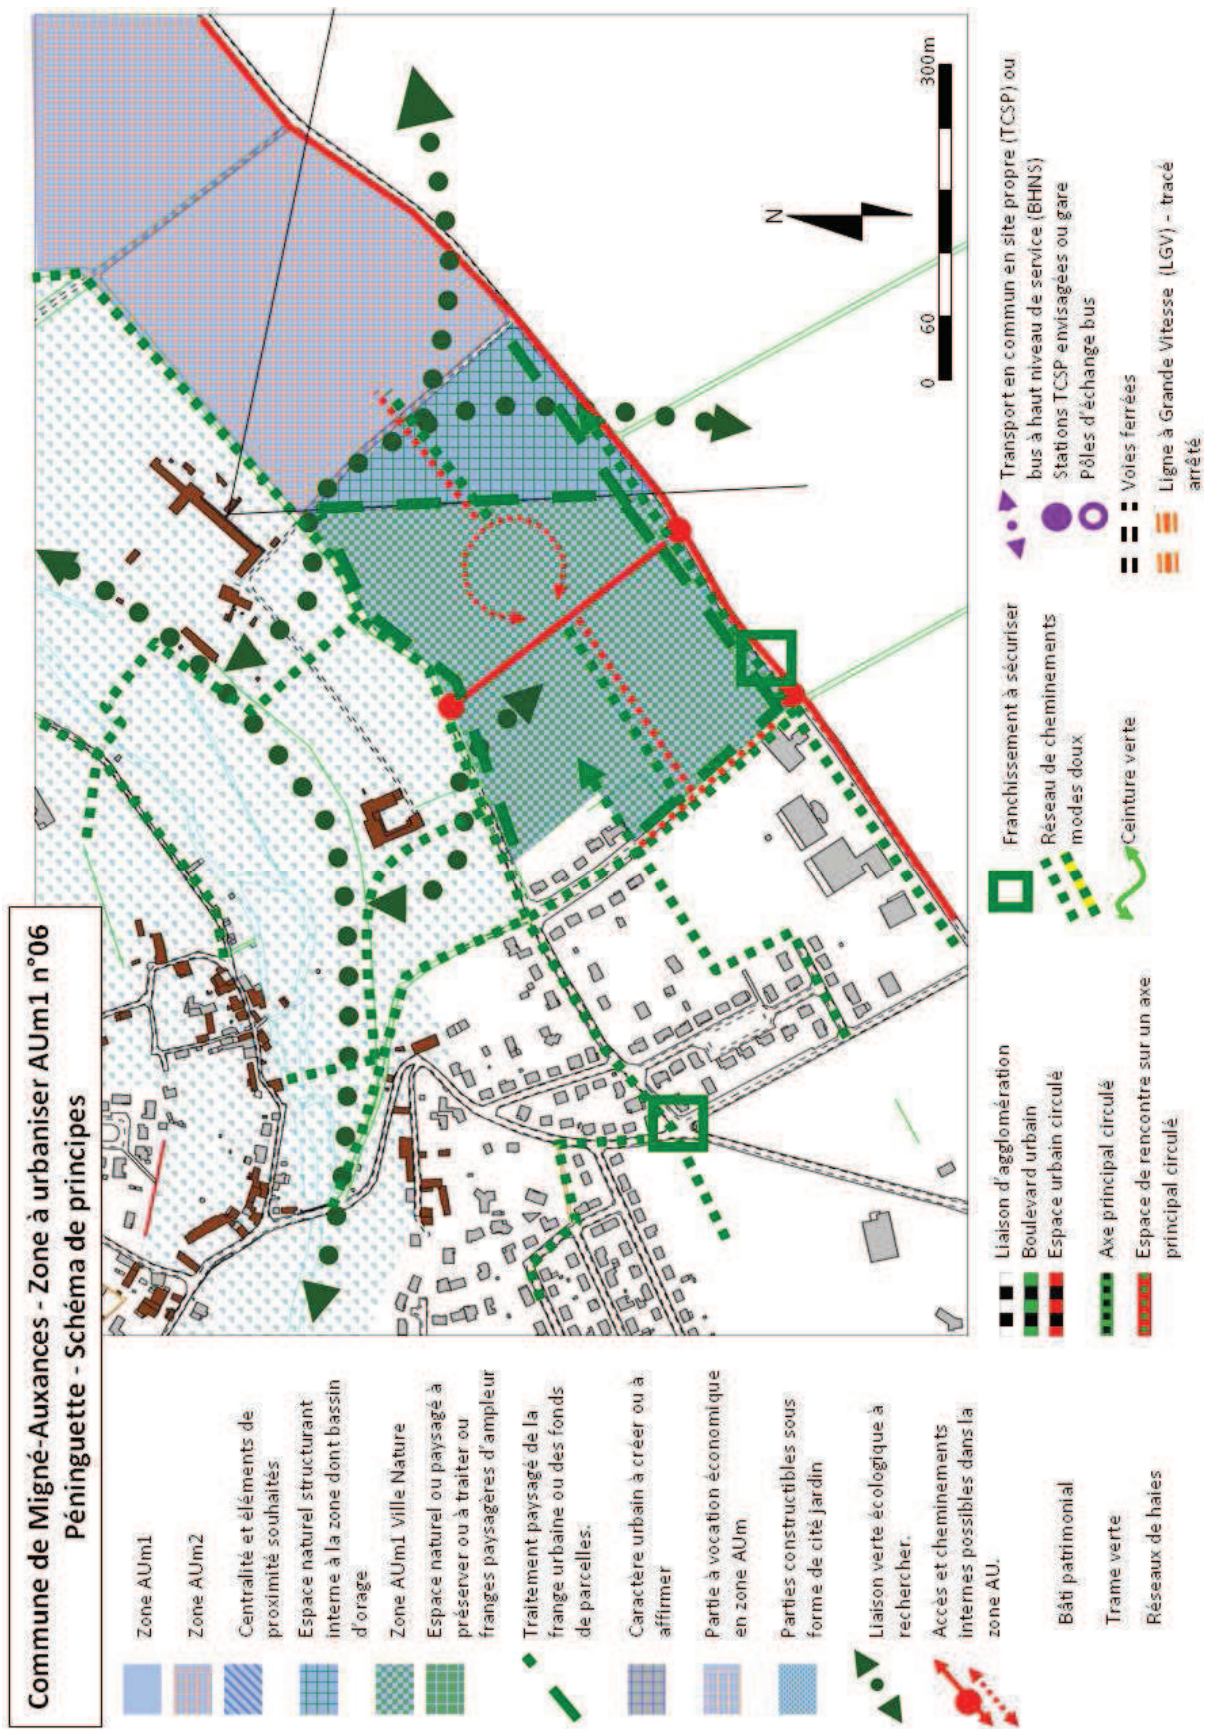 Commune de Migné-Auxances - Zone à urbaniser AUm1 n°06
Péninguette - Schéma de principes
N
0
60
300m
Zone AUm1
Zone AUm2
Centralité et éléments de
proximité souhaités
Espace naturel structurant
interne à la zone dont bassin
d'orage
Zone AUm1 Ville Nature
Espace naturel ou paysagé à
préserver ou à traiter ou
franges paysagères d'ampleur
Traitement paysagé de la
frange urbaine ou des fonds
de parcelles.
Caractère urbain à créer ou à
affirmer
Partie à vocation économique
en zone AUm
Parties constructibles sous
forme de cité jardin
Liaison verte écologique à
rechercher.
Accès et cheminements
internes possibles dans la
zone AU.
Bâti patrimonial
Trame verte
Réseaux de haies
Liaison d'agglomération
Boulevard urbain
Espace urbain circulé
Axe principal circulé
Espace de rencontre sur un axe
principal circulé
Franchissement à sécuriser
Réseau de cheminements
modes doux
Ceinture verte
Transport en commun en site propre (TCSP) ou
bus à haut niveau de service (BHNS)
Stations TCSP envisagées ou gare
Pôles d'échange bus
Voies ferrées
Ligne à Grande Vitesse (LGV) - tracé
arrêté